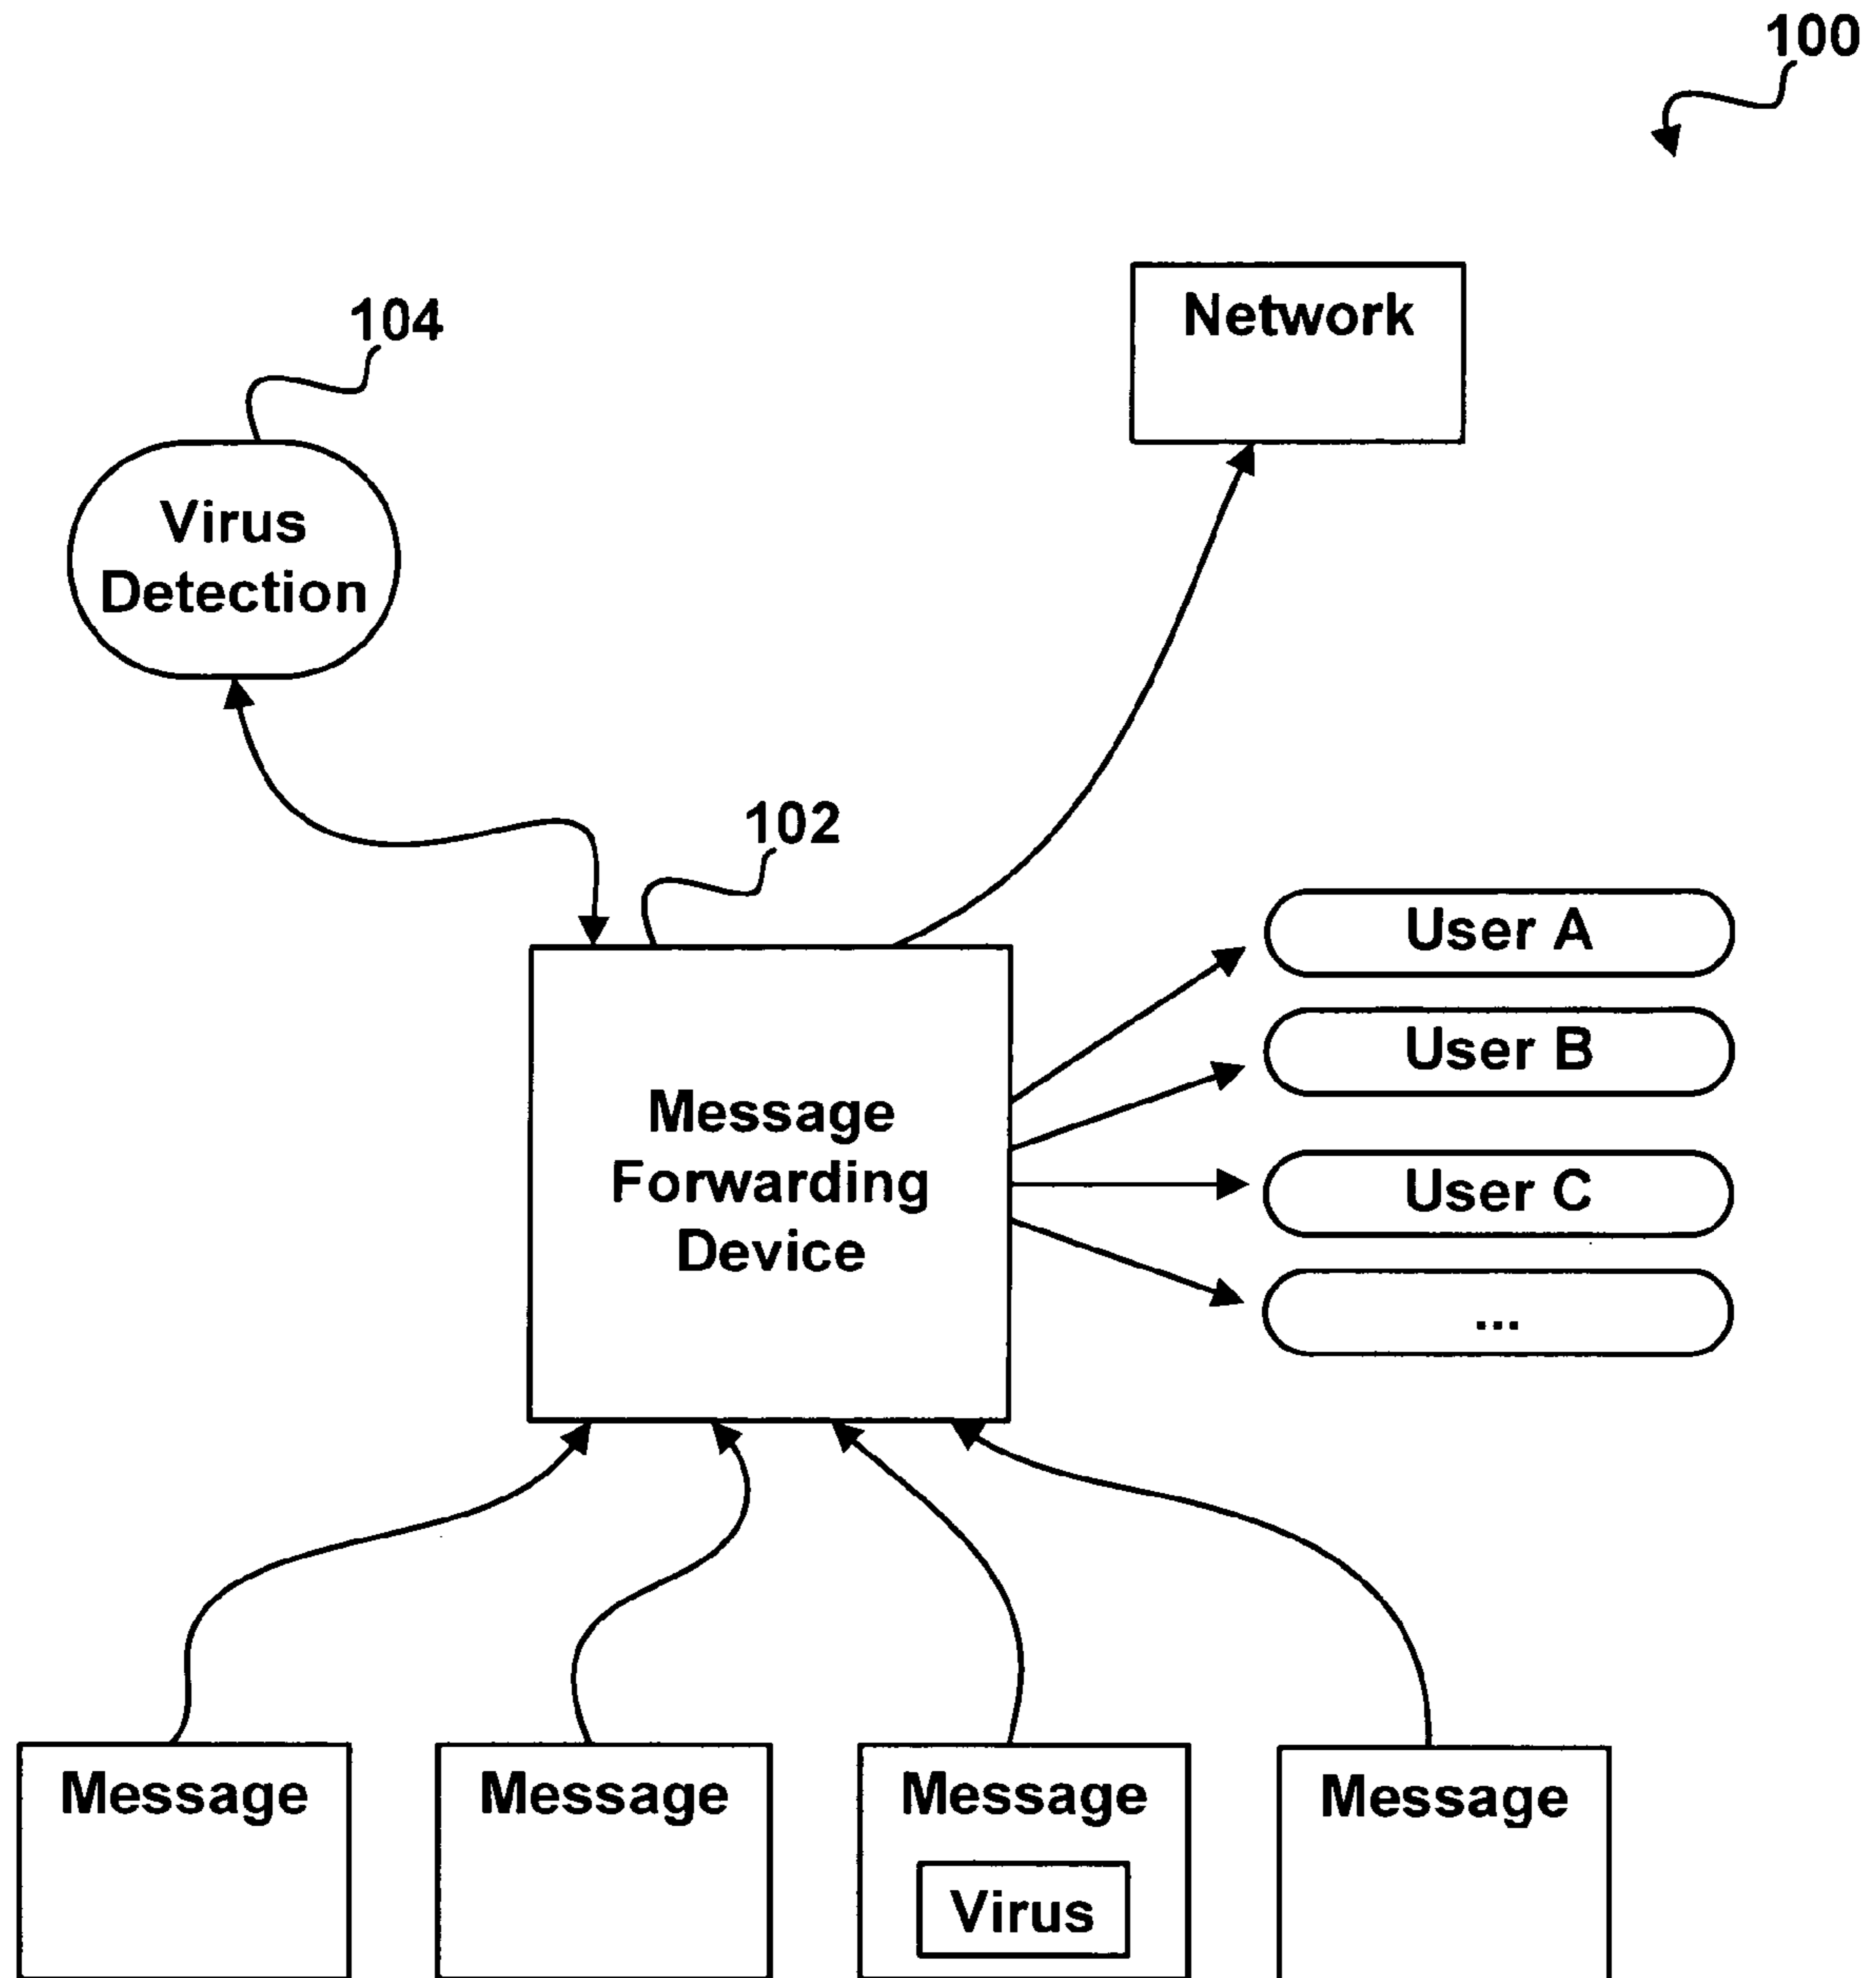 100
Network
104
Virus
Detection
102
User A
User B
Message
Forwarding
Device
User C
...
Message
Message
Message
Message
Virus